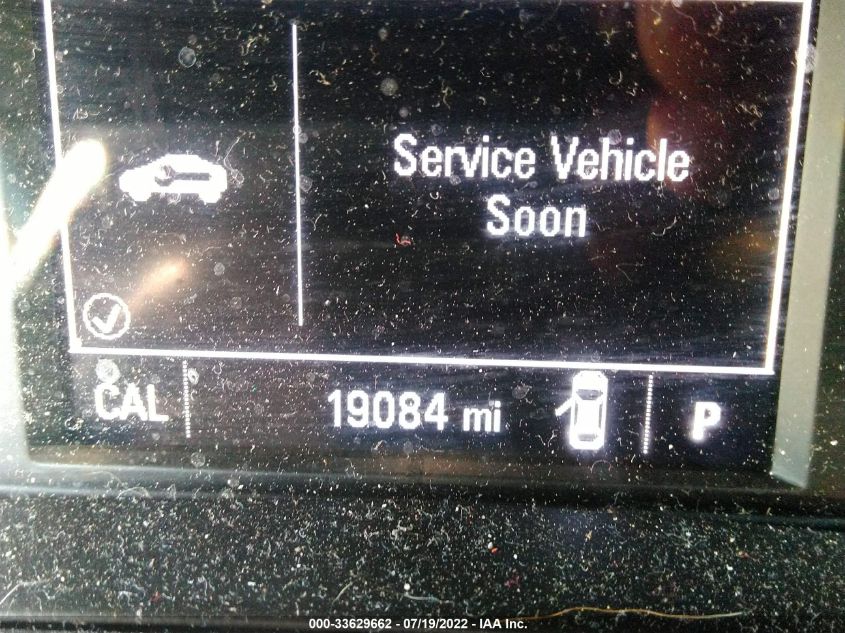 Service Vehicle
Soon
CAL
19084 mi
P
000-33629662 - 07/19/2022 - IAA Inc.